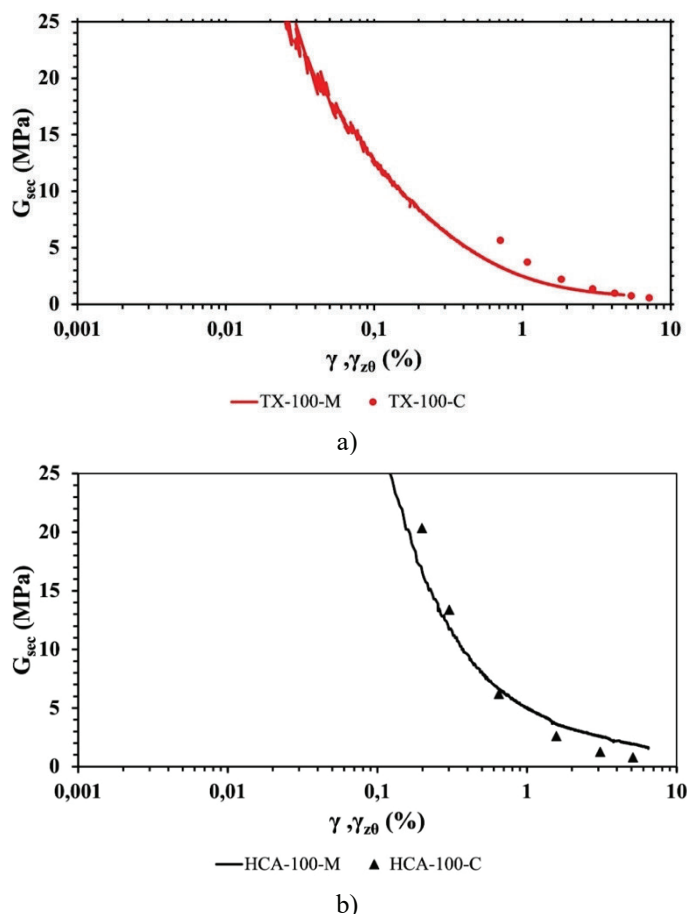 25
20
15
10
5
0
G_sec (MPa)
0,001 0,01 0,1 1 10
γ ,γ_zθ (%)
TX-100-M TX-100-C
a)
25
20
15
10
5
0
G_sec (MPa)
0,001 0,01 0,1 1 10
γ ,γ_zθ (%)
HCA-100-M HCA-100-C
b)